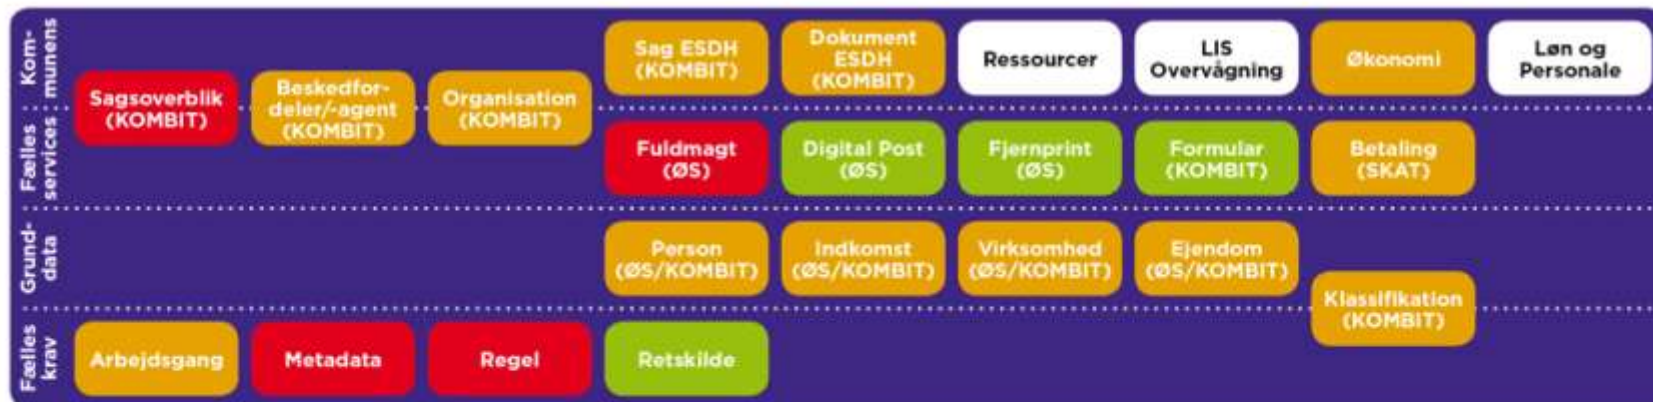 Kom-
munens
Sag ESDH
(KOMBIT)
Dokument
ESDH
(KOMBIT)
Ressourcer
LIS
Overvågning
Økonomi
Løn og
Personale
Sagsoverblik
(KOMBIT)
Beskedfor-
deler/-agent
(KOMBIT)
Organisation
(KOMBIT)
Fælles
services
Fuldmagt
(ØS)
Digital Post
(ØS)
Fjernprint
(ØS)
Formular
(KOMBIT)
Betaling
(SKAT)
Grund-
data
Person
(ØS/KOMBIT)
Indkomst
(ØS/KOMBIT)
Virksomhed
(ØS/KOMBIT)
Ejendom
(ØS/KOMBIT)
Klassifikation
(KOMBIT)
Fælles
krav
Arbejdsgang
Metadata
Regel
Retskilde